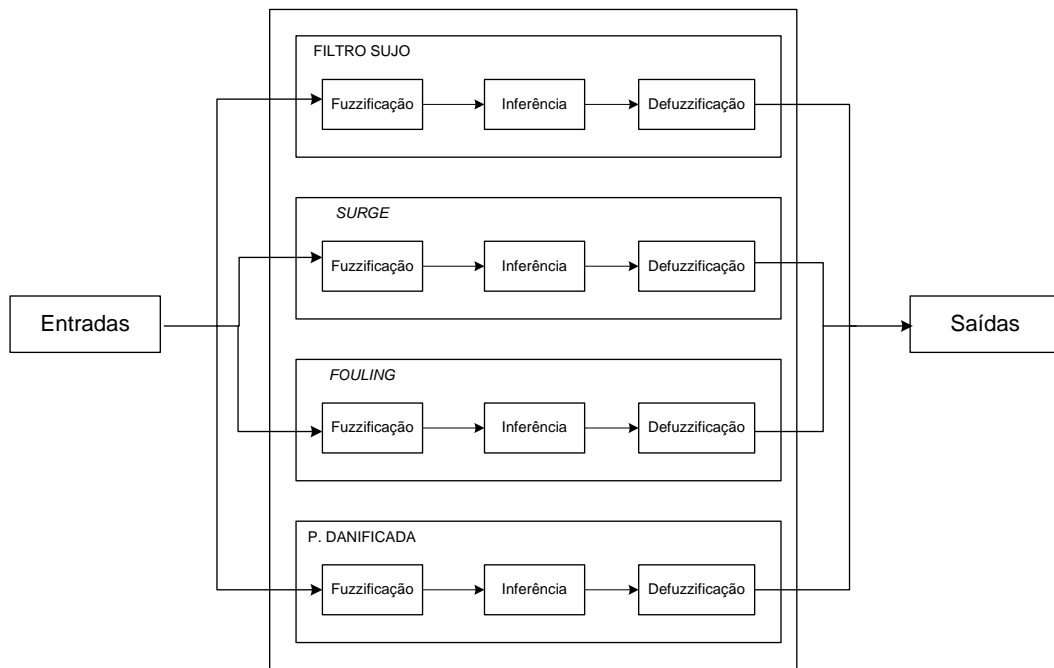 FILTRO SUJO
Fuzzificação
Inferência
Defuzzificação
SURGE
Fuzzificação
Inferência
Defuzzificação
Entradas
Saídas
FOULING
Fuzzificação
Inferência
Defuzzificação
P. DANIFICADA
Fuzzificação
Inferência
Defuzzificação